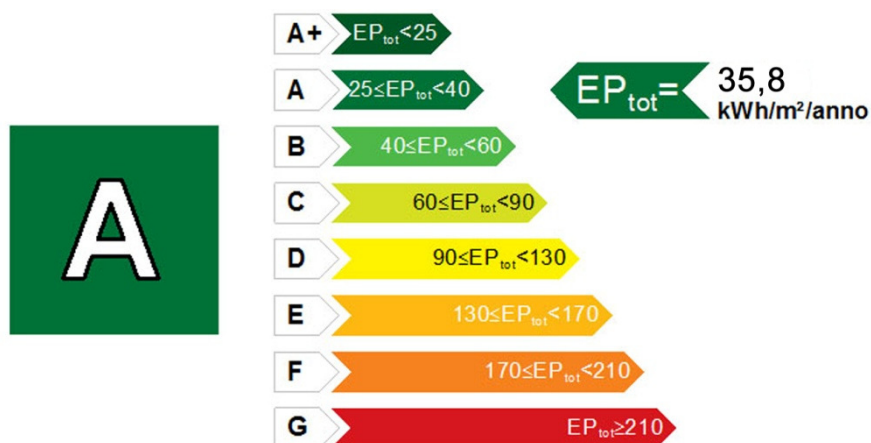 A+ EPtot<25
A 25≤EPtot<40
EPtot= 35,8
kWh/m²/anno
B 40≤EPtot<60
A
C 60≤EPtot<90
D 90≤EPtot<130
E 130≤EPtot<170
F 170≤EPtot<210
G EPtot≥210